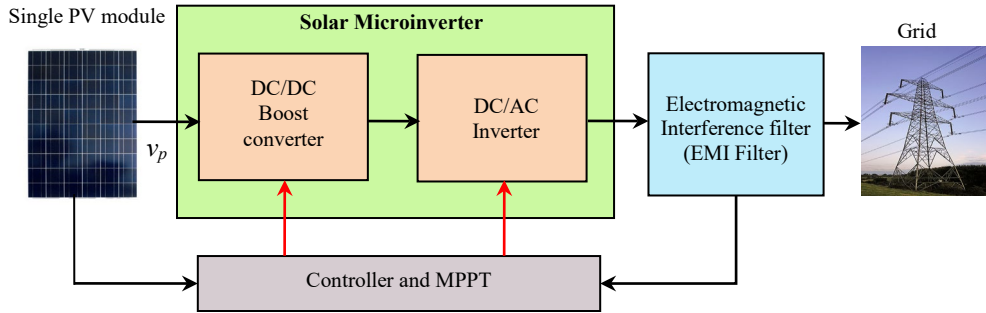 Single PV module
Solar Microinverter
Grid
DC/DC
Boost
converter
DC/AC
Inverter
Electromagnetic
Interference filter
(EMI Filter)
v_p
Controller and MPPT